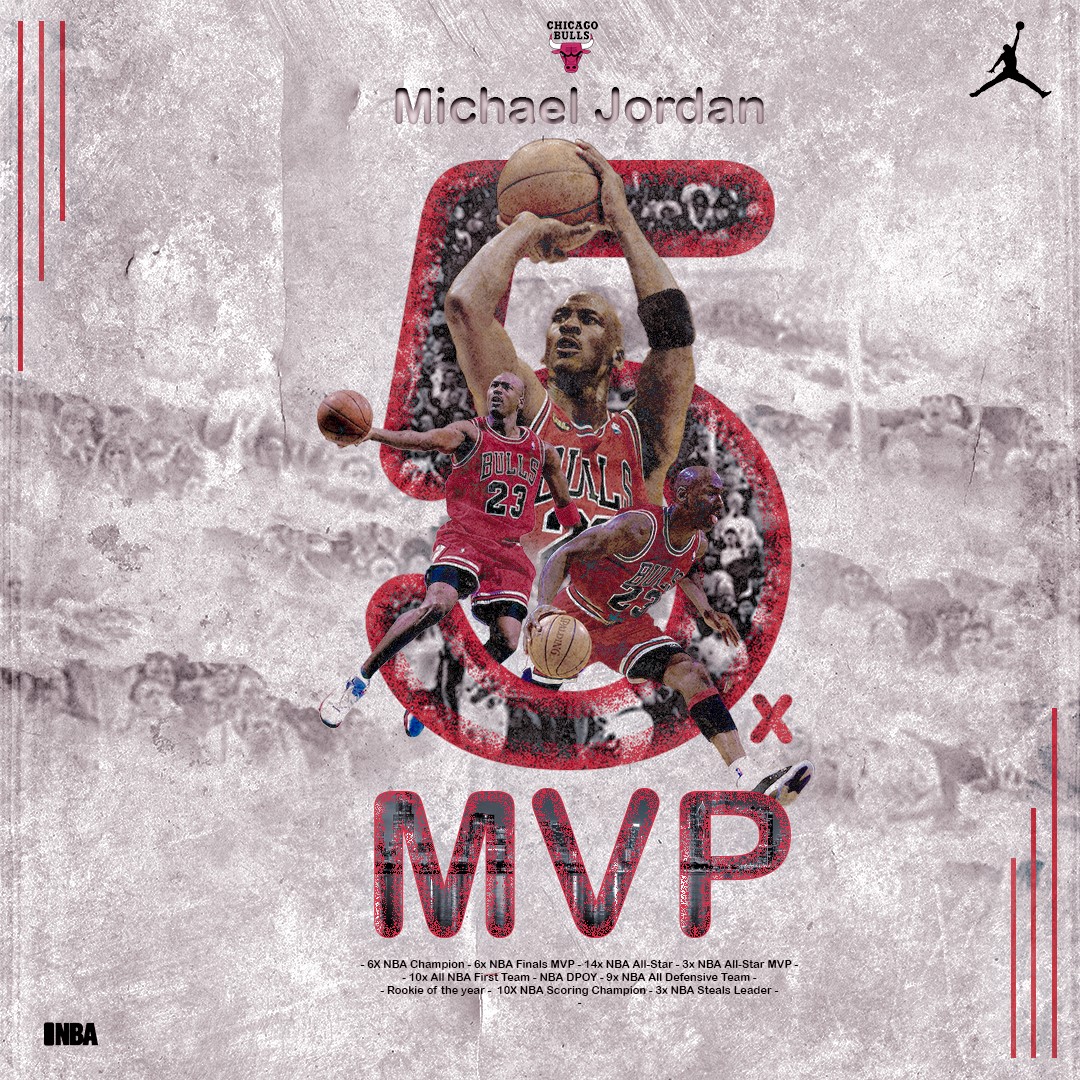 CHICAGO
BULLS
Michael Jordan
5
x
BULLS
23
BULLS
23
BULLS
23
SPALDING
MVP
- 6X NBA Champion - 6x NBA Finals MVP - 14x NBA All-Star - 3x NBA All-Star MVP -
- 10x All NBA First Team - NBA DPOY - 9x NBA All Defensive Team -
- Rookie of the year - 10X NBA Scoring Champion - 3x NBA Steals Leader -
-
NBA